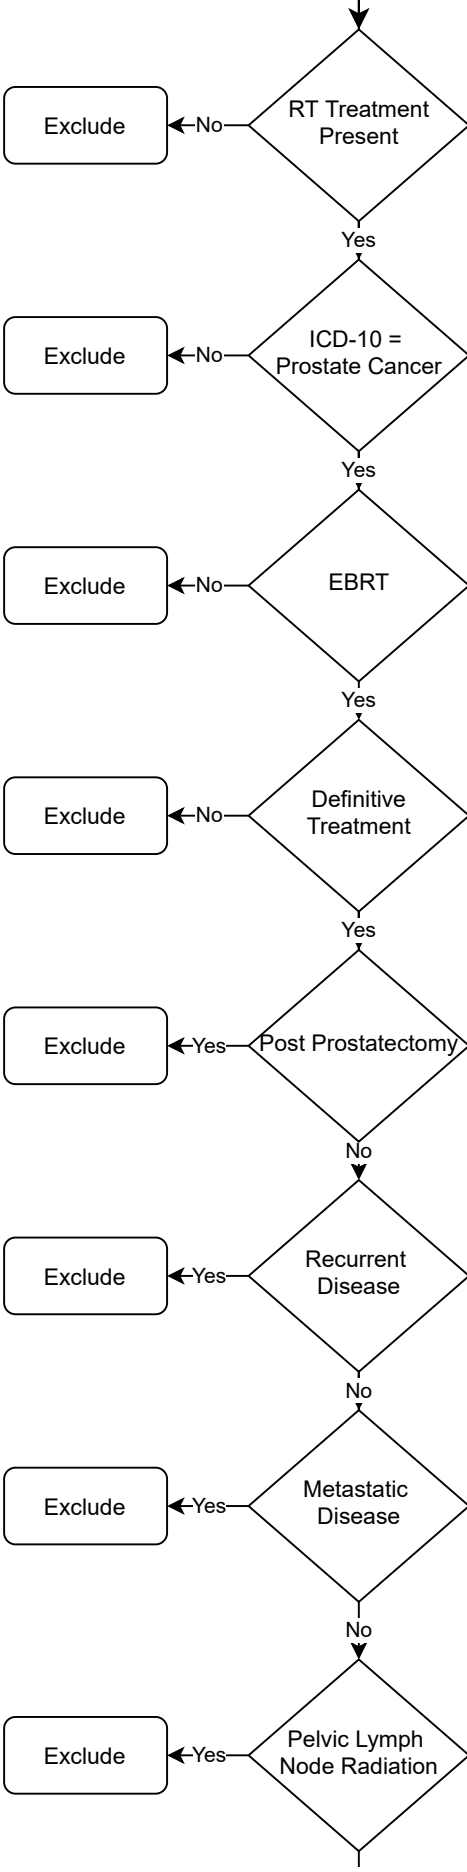 RT Treatment
Present
Exclude
No
Yes
ICD-10 =
Prostate Cancer
Exclude
No
Yes
EBRT
Exclude
No
Yes
Definitive
Treatment
Exclude
No
Yes
Post Prostatectomy
Exclude
Yes
No
Recurrent
Disease
Exclude
Yes
No
Metastatic
Disease
Exclude
Yes
No
Pelvic Lymph
Node Radiation
Exclude
Yes